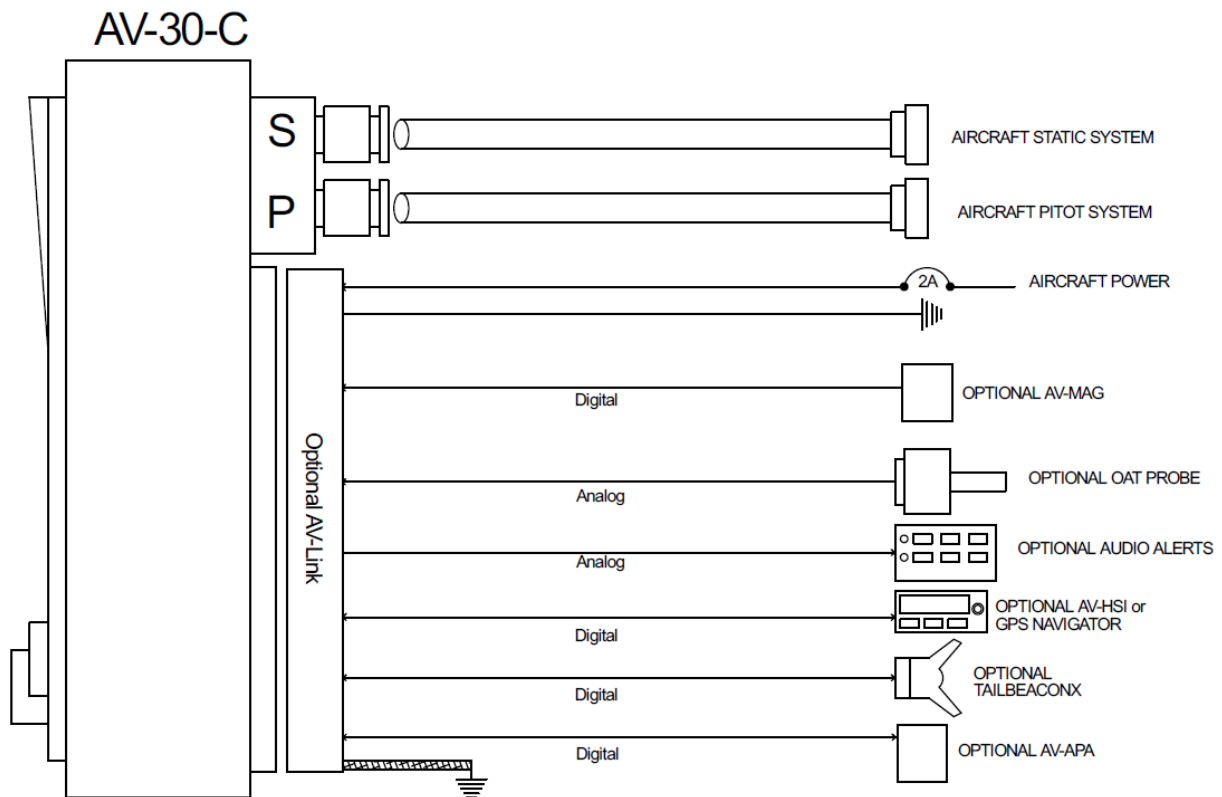 AV-30-C
S
AIRCRAFT STATIC SYSTEM
P
AIRCRAFT PITOT SYSTEM
2A
AIRCRAFT POWER
Optional AV-Link
Digital
OPTIONAL AV-MAG
Analog
OPTIONAL OAT PROBE
Analog
OPTIONAL AUDIO ALERTS
Digital
OPTIONAL AV-HSI or
GPS NAVIGATOR
Digital
OPTIONAL
TAILBEACONX
Digital
OPTIONAL AV-APA